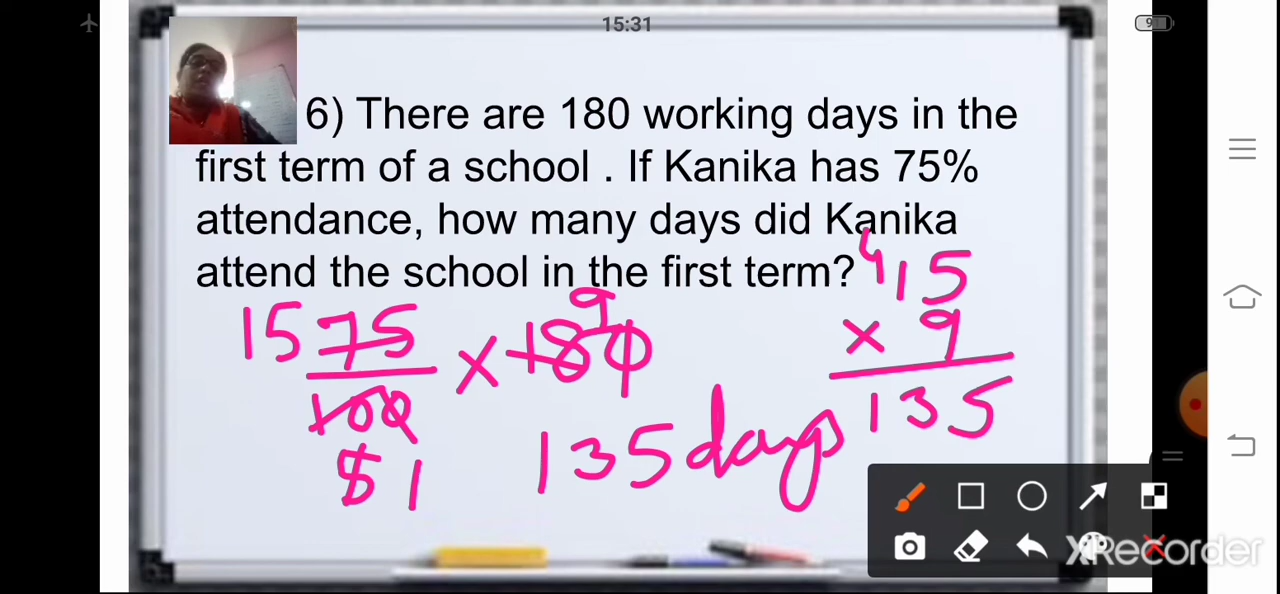 15:31
6) There are 180 working days in the
first term of a school . If Kanika has 75%
attendance, how many days did Kanika
attend the school in the first term?
4
15
× 9
135
15 75 × 180 9
100
5 1
135 days
XRecorder